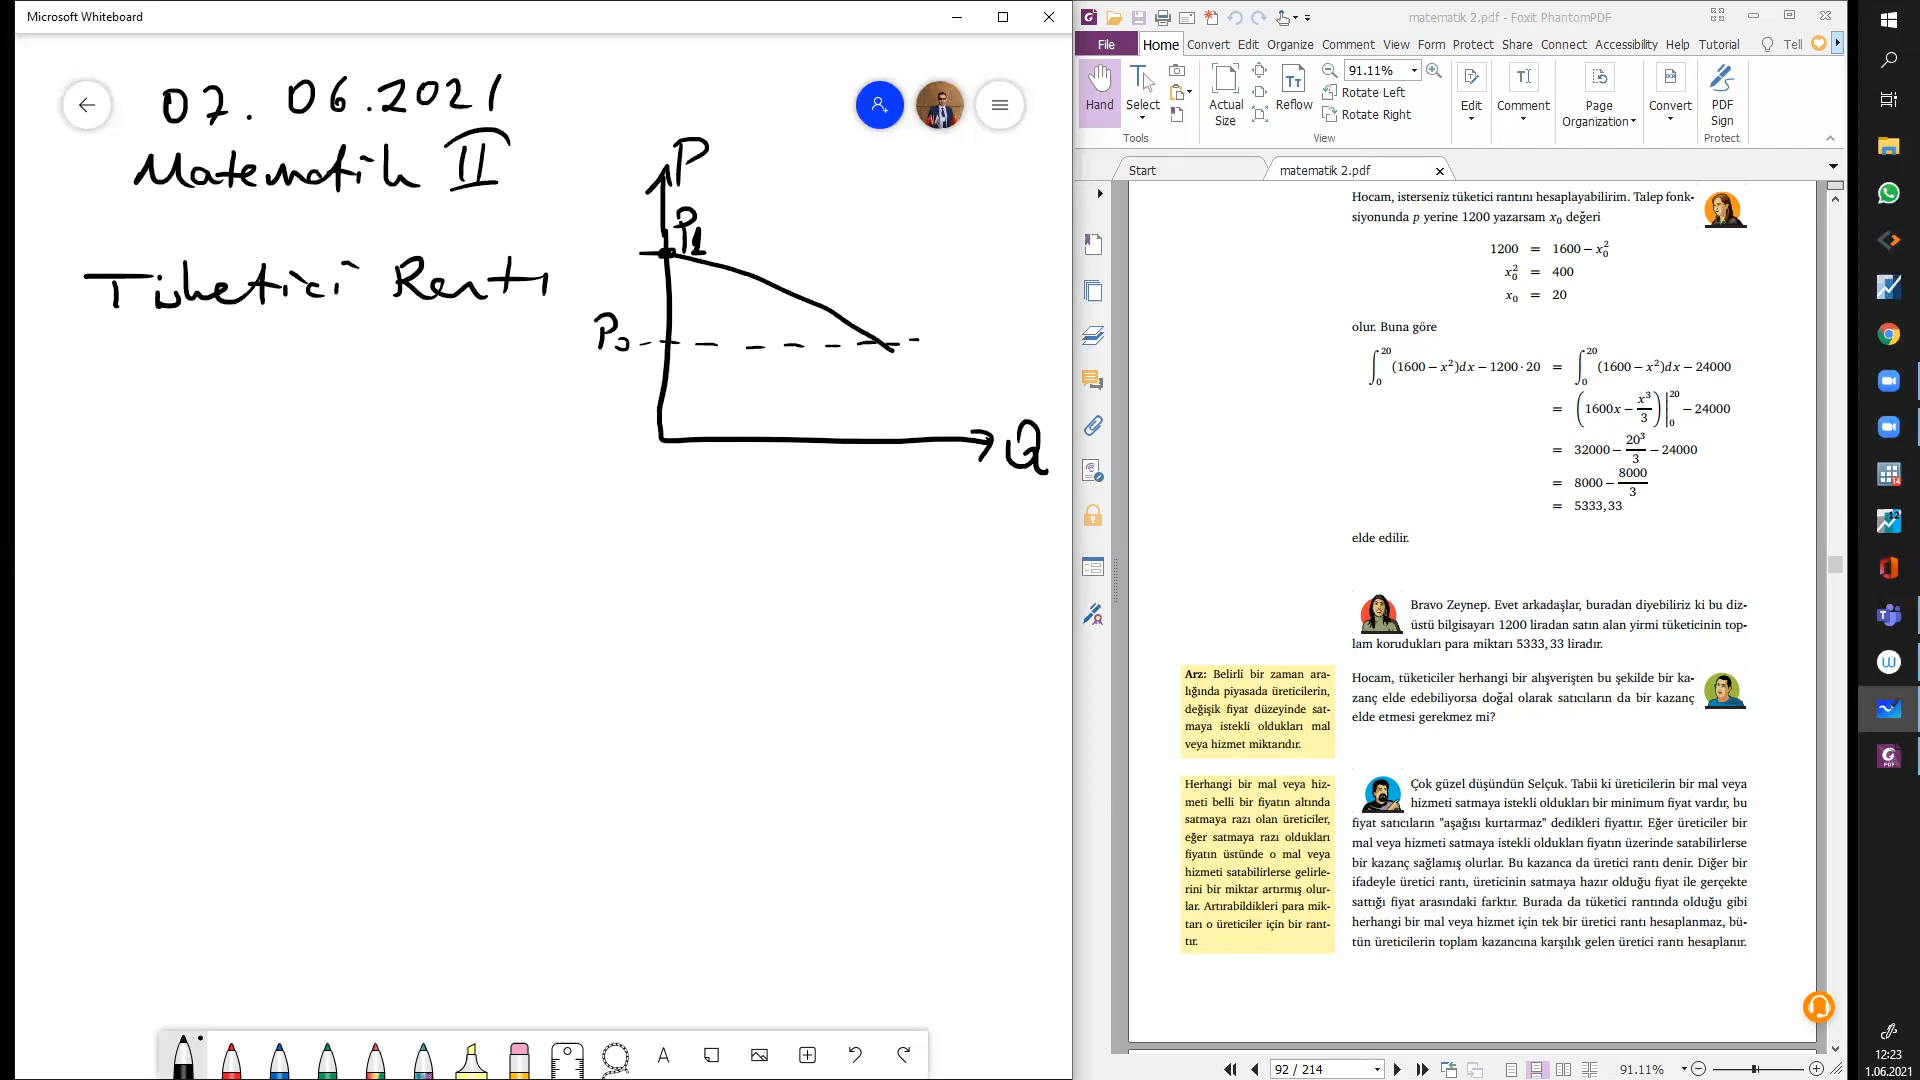 Microsoft Whiteboard
07. 06.2021
Matematik II
Tüketici Rantı
P
P1
P0
Q
matematik 2.pdf - Foxit PhantomPDF
File Home Convert Edit Organize Comment View Form Protect Share Connect Accessibility Help Tutorial Tell
Hand
Select
Actual Size
Reflow
91.11%
Rotate Left
Rotate Right
Edit
Comment
Page Organization
Convert
PDF Sign
Tools
View
Protect
Start
matematik 2.pdf
Hocam, isterseniz tüketici rantını hesaplayabilirim. Talep fonk-
siyonunda p yerine 1200 yazarsam x₀ değeri
1200 = 1600 − x₀²
x₀² = 400
x₀ = 20
olur. Buna göre
∫₀²⁰ (1600 − x²)dx − 1200 · 20 = ∫₀²⁰ (1600 − x²)dx − 24000
= (1600x − x³/3) |₀²⁰ − 24000
= 32000 − 20³/3 − 24000
= 8000 − 8000/3
= 5333,33
elde edilir.
Bravo Zeynep. Evet arkadaşlar, buradan diyebiliriz ki bu diz-
üstü bilgisayarı 1200 liradan satın alan yirmi tüketicinin top-
lam korudukları para miktarı 5333,33 liradır.
Arz: Belirli bir zaman ara-
lığında piyasada üreticilerin,
değişik fiyat düzeyinde sat-
maya istekli oldukları mal
veya hizmet miktarıdır.
Hocam, tüketiciler herhangi bir alışverişten bu şekilde bir ka-
zanç elde edebiliyorsa doğal olarak satıcıların da bir kazanç
elde etmesi gerekmez mi?
Herhangi bir mal veya hiz-
meti belli bir fiyatın altında
satmaya razı olan üreticiler,
eğer satmaya razı oldukları
fiyatın üstünde o mal veya
hizmeti satabilirlerse gelirle-
rini bir miktar artırmış olur-
lar. Artırabildikleri para mik-
tarı o üreticiler için bir rant-
tır.
Çok güzel düşündün Selçuk. Tabii ki üreticilerin bir mal veya
hizmeti satmaya istekli oldukları bir minimum fiyat vardır, bu
fiyat satıcıların "aşağısı kurtarmaz" dedikleri fiyattır. Eğer üreticiler bir
mal veya hizmeti satmaya istekli oldukları fiyatın üzerinde satabilirlerse
bir kazanç sağlamış olurlar. Bu kazanca da üretici rantı denir. Diğer bir
ifadeyle üretici rantı, üreticinin satmaya hazır olduğu fiyat ile gerçekte
sattığı fiyat arasındaki farktır. Burada da tüketici rantında olduğu gibi
herhangi bir mal veya hizmet için tek bir üretici rantı hesaplanmaz, bü-
tün üreticilerin toplam kazancına karşılık gelen üretici rantı hesaplanır.
92 / 214
91.11%
12:23
1.06.2021